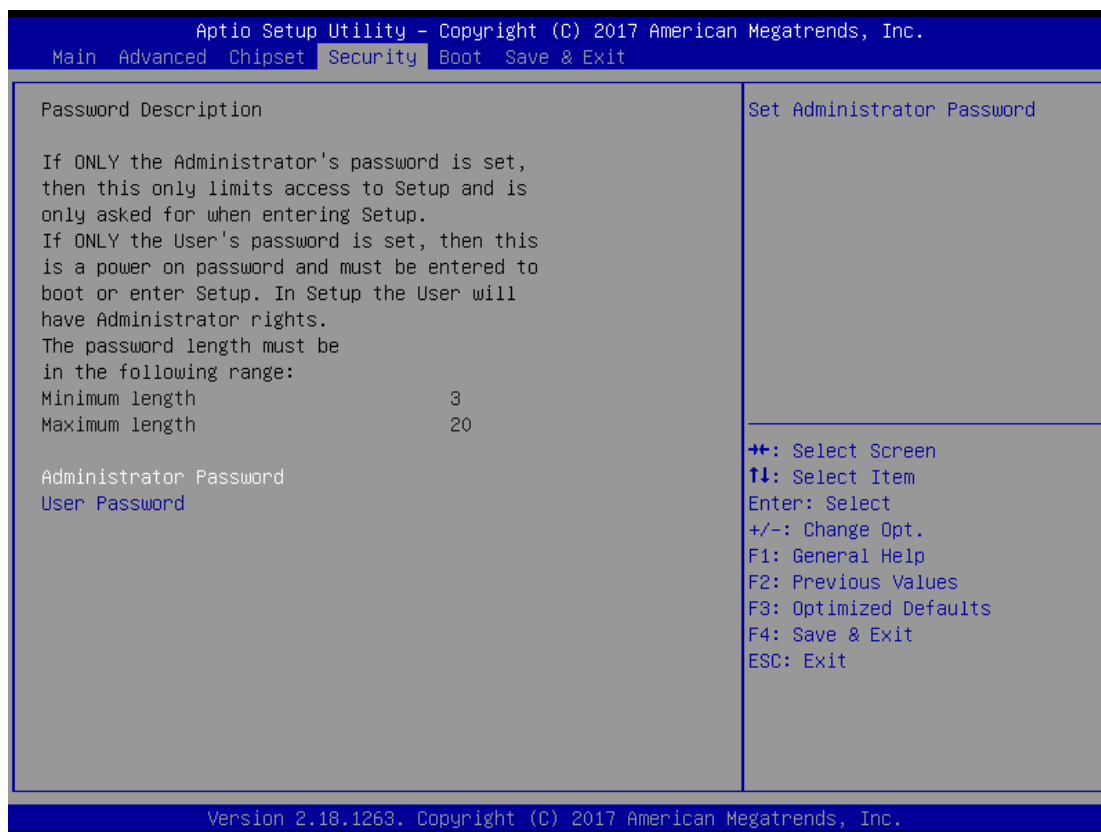 Aptio Setup Utility – Copyright (C) 2017 American Megatrends, Inc.
Main Advanced Chipset Security Boot Save & Exit
Password Description
If ONLY the Administrator's password is set,
then this only limits access to Setup and is
only asked for when entering Setup.
If ONLY the User's password is set, then this
is a power on password and must be entered to
boot or enter Setup. In Setup the User will
have Administrator rights.
The password length must be
in the following range:
Minimum length 3
Maximum length 20
Administrator Password
User Password
Set Administrator Password
→←: Select Screen
↑↓: Select Item
Enter: Select
+/-: Change Opt.
F1: General Help
F2: Previous Values
F3: Optimized Defaults
F4: Save & Exit
ESC: Exit
Version 2.18.1263. Copyright (C) 2017 American Megatrends, Inc.